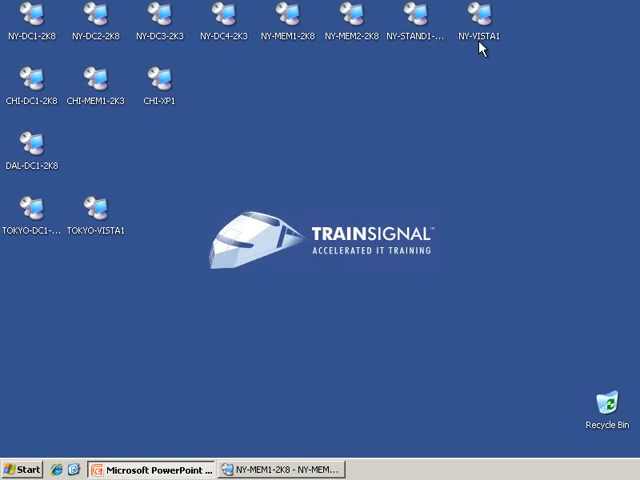 NY-DC1-2K8 NY-DC2-2K8 NY-DC3-2K3 NY-DC4-2K3 NY-MEM1-2K8 NY-MEM2-2K8 NY-STAND1-... NY-VISTA1
CHI-DC1-2K8 CHI-MEM1-2K3 CHI-XP1
DAL-DC1-2K8
TOKYO-DC1-... TOKYO-VISTA1
TRAINSIGNAL™
ACCELERATED IT TRAINING
Recycle Bin
Start Microsoft PowerPoint ... NY-MEM1-2K8 - NY-MEM...